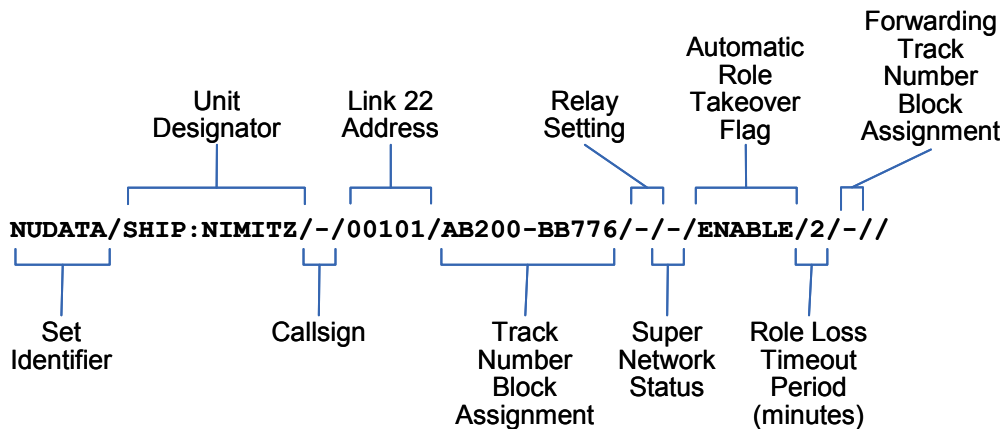 Forwarding
Track
Number
Block
Assignment
Automatic
Role
Takeover
Flag
Unit
Designator
Link 22
Address
Relay
Setting
NUDATA/SHIP:NIMITZ/-/00101/AB200-BB776/-/-/ENABLE/2/-//
Set
Identifier
Callsign
Track
Number
Block
Assignment
Super
Network
Status
Role Loss
Timeout
Period
(minutes)